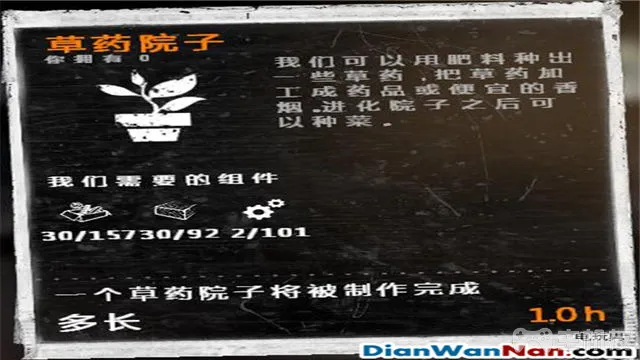 草药院子
你拥有 0
我们可以用肥料种出
一些草药，把草药加
工成药品或便宜的香
烟。进化院子之后可
以种菜。
我们需要的组件
30/157 30/92 2/101
一个草药院子将被制作完成
多长
1.0 h
DianWanNan.com